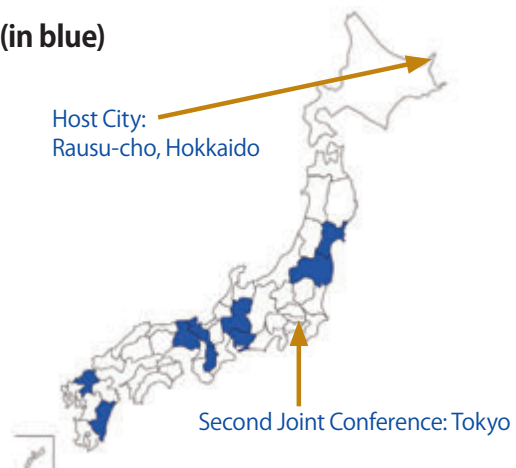 (in blue)
Host City:
Rausu-cho, Hokkaido
Second Joint Conference: Tokyo